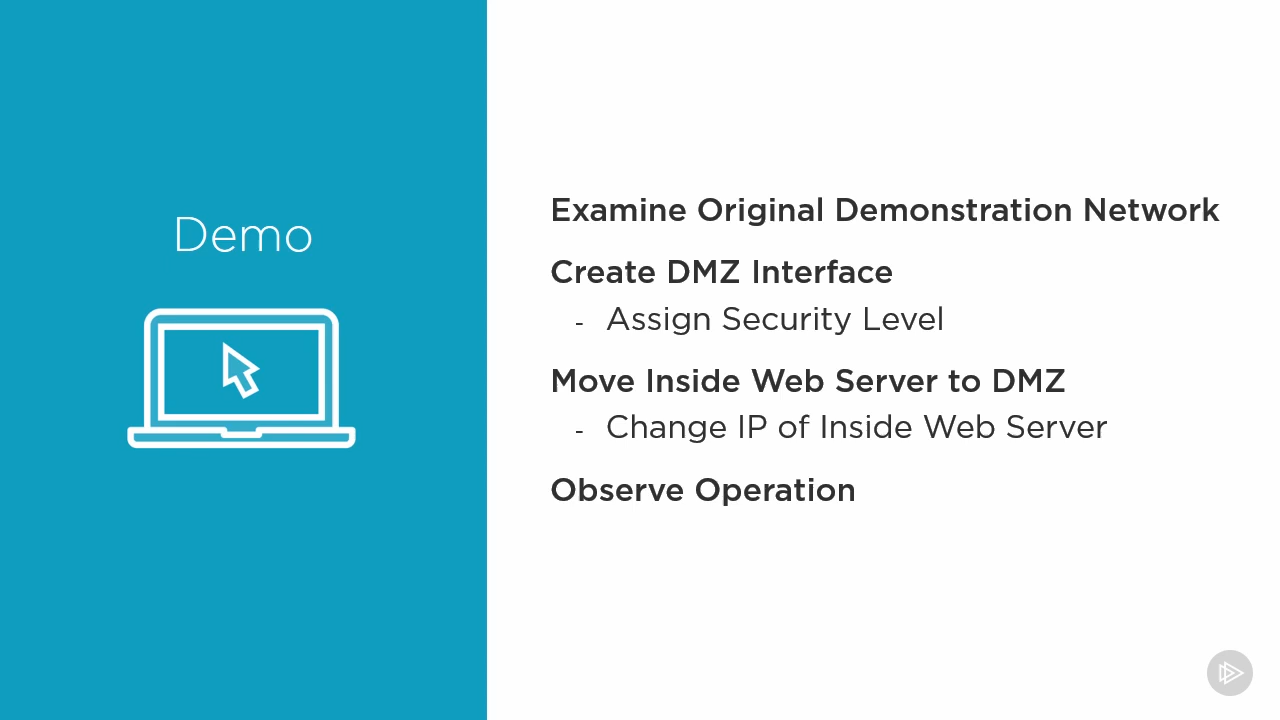 Demo
Examine Original Demonstration Network
Create DMZ Interface
- Assign Security Level
Move Inside Web Server to DMZ
- Change IP of Inside Web Server
Observe Operation